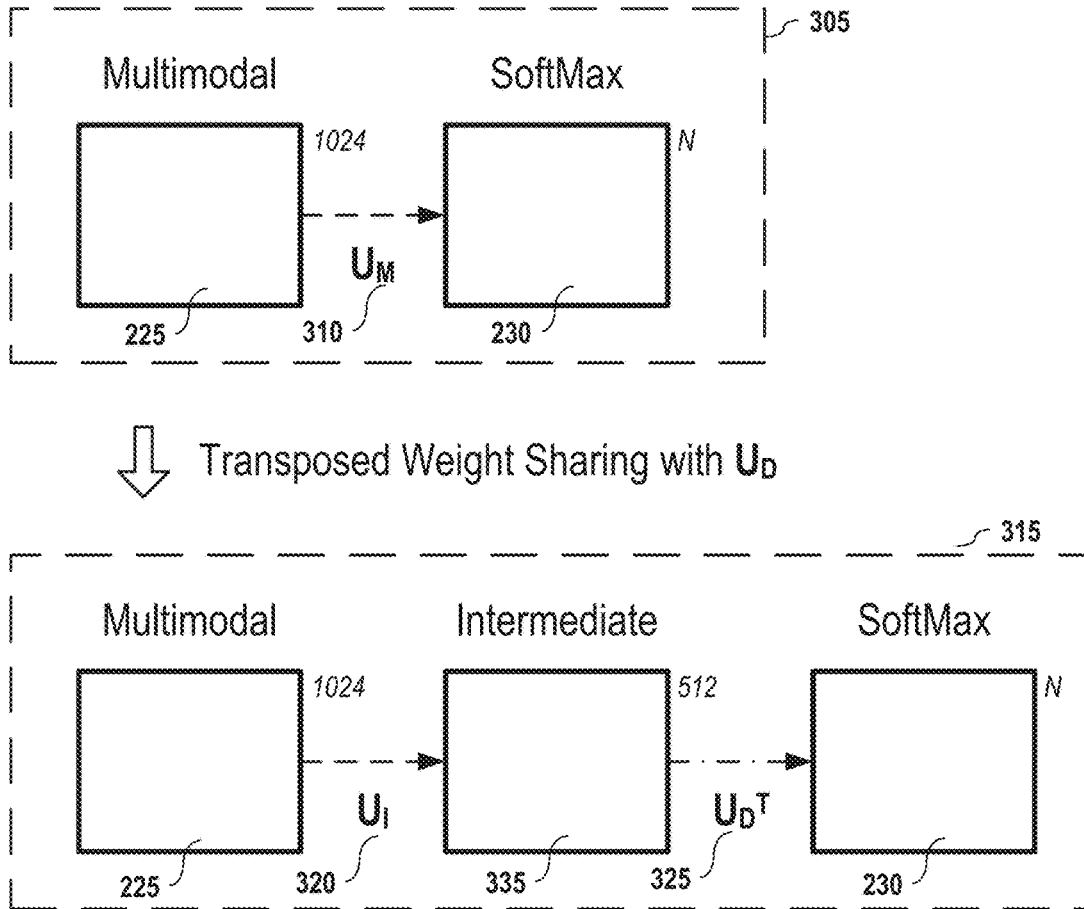 305
Multimodal SoftMax
1024 N
U_M
225 310 230
Transposed Weight Sharing with U_D
315
Multimodal Intermediate SoftMax
1024 512 N
U_I U_D^T
225 320 335 325 230